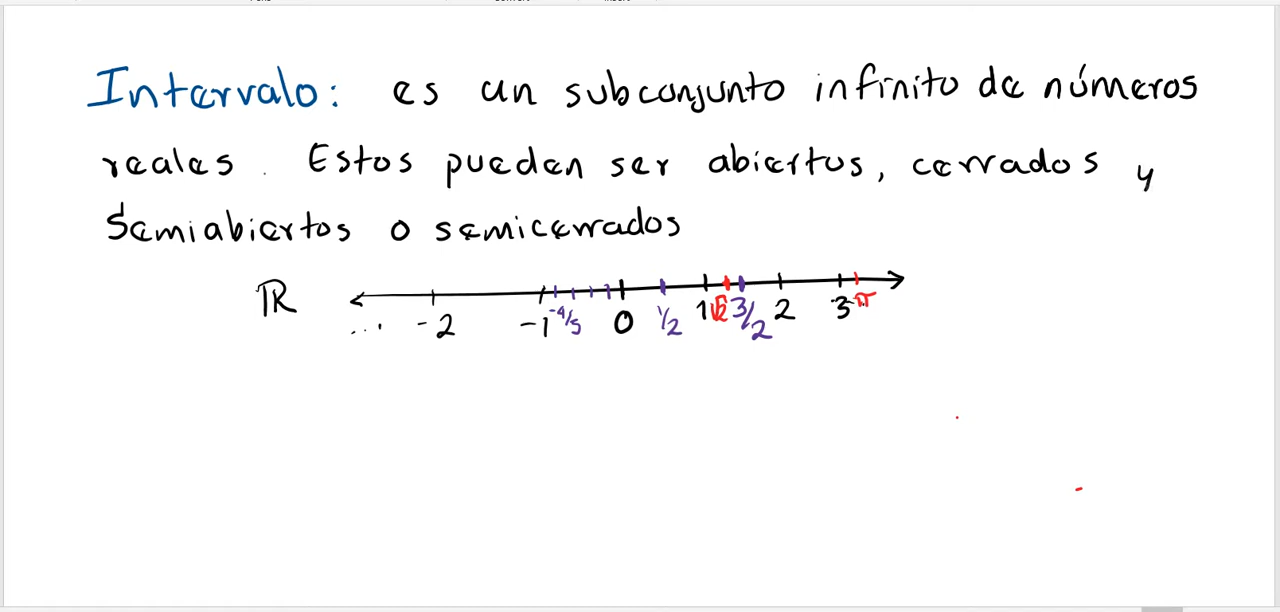 Intervalo: es un subconjunto infinito de números
reales. Estos pueden ser abiertos, cerrados y
Semiabiertos o semicerrados
ℝ
... -2 -1 -4/5 0 1/2 1 √2 3/2 2 3 π